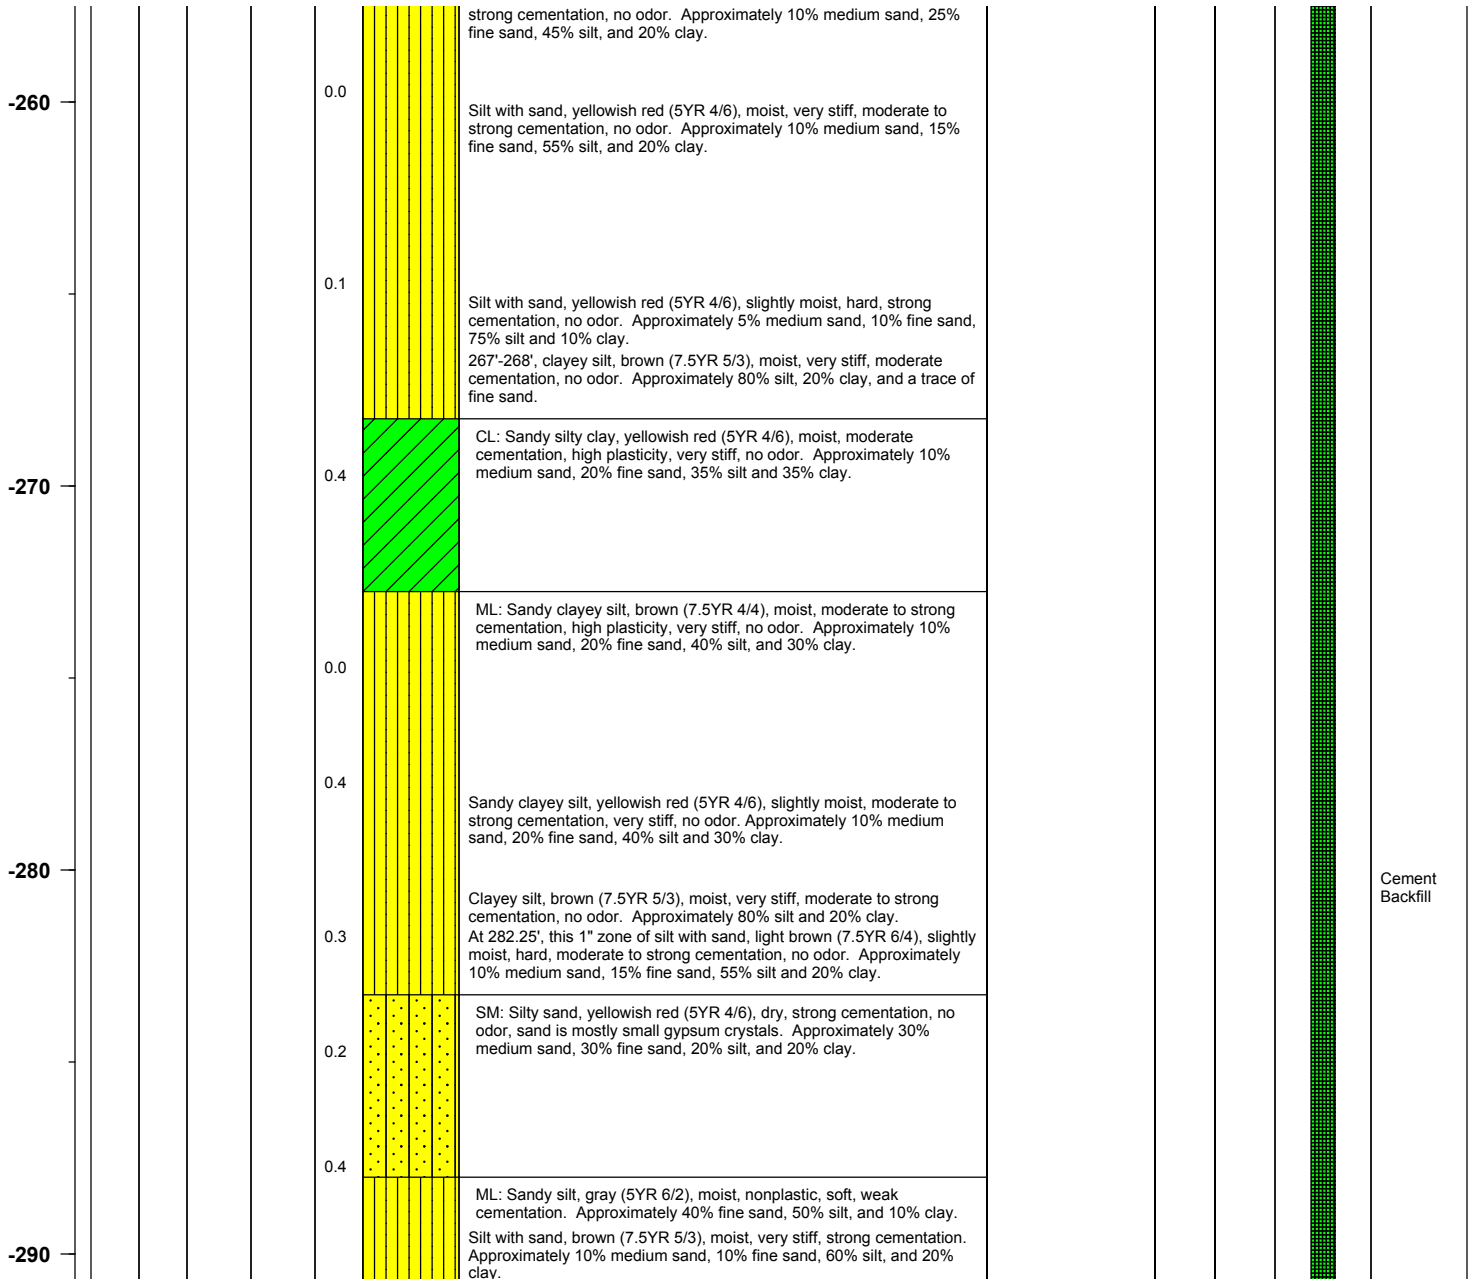 strong cementation, no odor.  Approximately 10% medium sand, 25%
fine sand, 45% silt, and 20% clay.
0.0
-260
Silt with sand, yellowish red (5YR 4/6), moist, very stiff, moderate to
strong cementation, no odor.  Approximately 10% medium sand, 15%
fine sand, 55% silt, and 20% clay.
0.1
Silt with sand, yellowish red (5YR 4/6), slightly moist, hard, strong
cementation, no odor.  Approximately 5% medium sand, 10% fine sand,
75% silt and 10% clay.
267'-268', clayey silt, brown (7.5YR 5/3), moist, very stiff, moderate
cementation, no odor.  Approximately 80% silt, 20% clay, and a trace of
fine sand.
CL: Sandy silty clay, yellowish red (5YR 4/6), moist, moderate
cementation, high plasticity, very stiff, no odor.  Approximately 10%
medium sand, 20% fine sand, 35% silt and 35% clay.
0.4
-270
ML: Sandy clayey silt, brown (7.5YR 4/4), moist, moderate to strong
cementation, high plasticity, very stiff, no odor.  Approximately 10%
medium sand, 20% fine sand, 40% silt, and 30% clay.
0.0
0.4
Sandy clayey silt, yellowish red (5YR 4/6), slightly moist, moderate to
strong cementation, very stiff, no odor. Approximately 10% medium
sand, 20% fine sand, 40% silt and 30% clay.
-280
Cement
Backfill
Clayey silt, brown (7.5YR 5/3), moist, very stiff, moderate to strong
cementation, no odor.  Approximately 80% silt and 20% clay.
0.3
At 282.25', this 1" zone of silt with sand, light brown (7.5YR 6/4), slightly
moist, hard, moderate to strong cementation, no odor.  Approximately
10% medium sand, 15% fine sand, 55% silt and 20% clay.
SM: Silty sand, yellowish red (5YR 4/6), dry, strong cementation, no
odor, sand is mostly small gypsum crystals.  Approximately 30%
medium sand, 30% fine sand, 20% silt, and 20% clay.
0.2
0.4
ML: Sandy silt, gray (5YR 6/2), moist, nonplastic, soft, weak
cementation.  Approximately 40% fine sand, 50% silt, and 10% clay.
Silt with sand, brown (7.5YR 5/3), moist, very stiff, strong cementation.
Approximately 10% medium sand, 10% fine sand, 60% silt, and 20%
clay.
-290